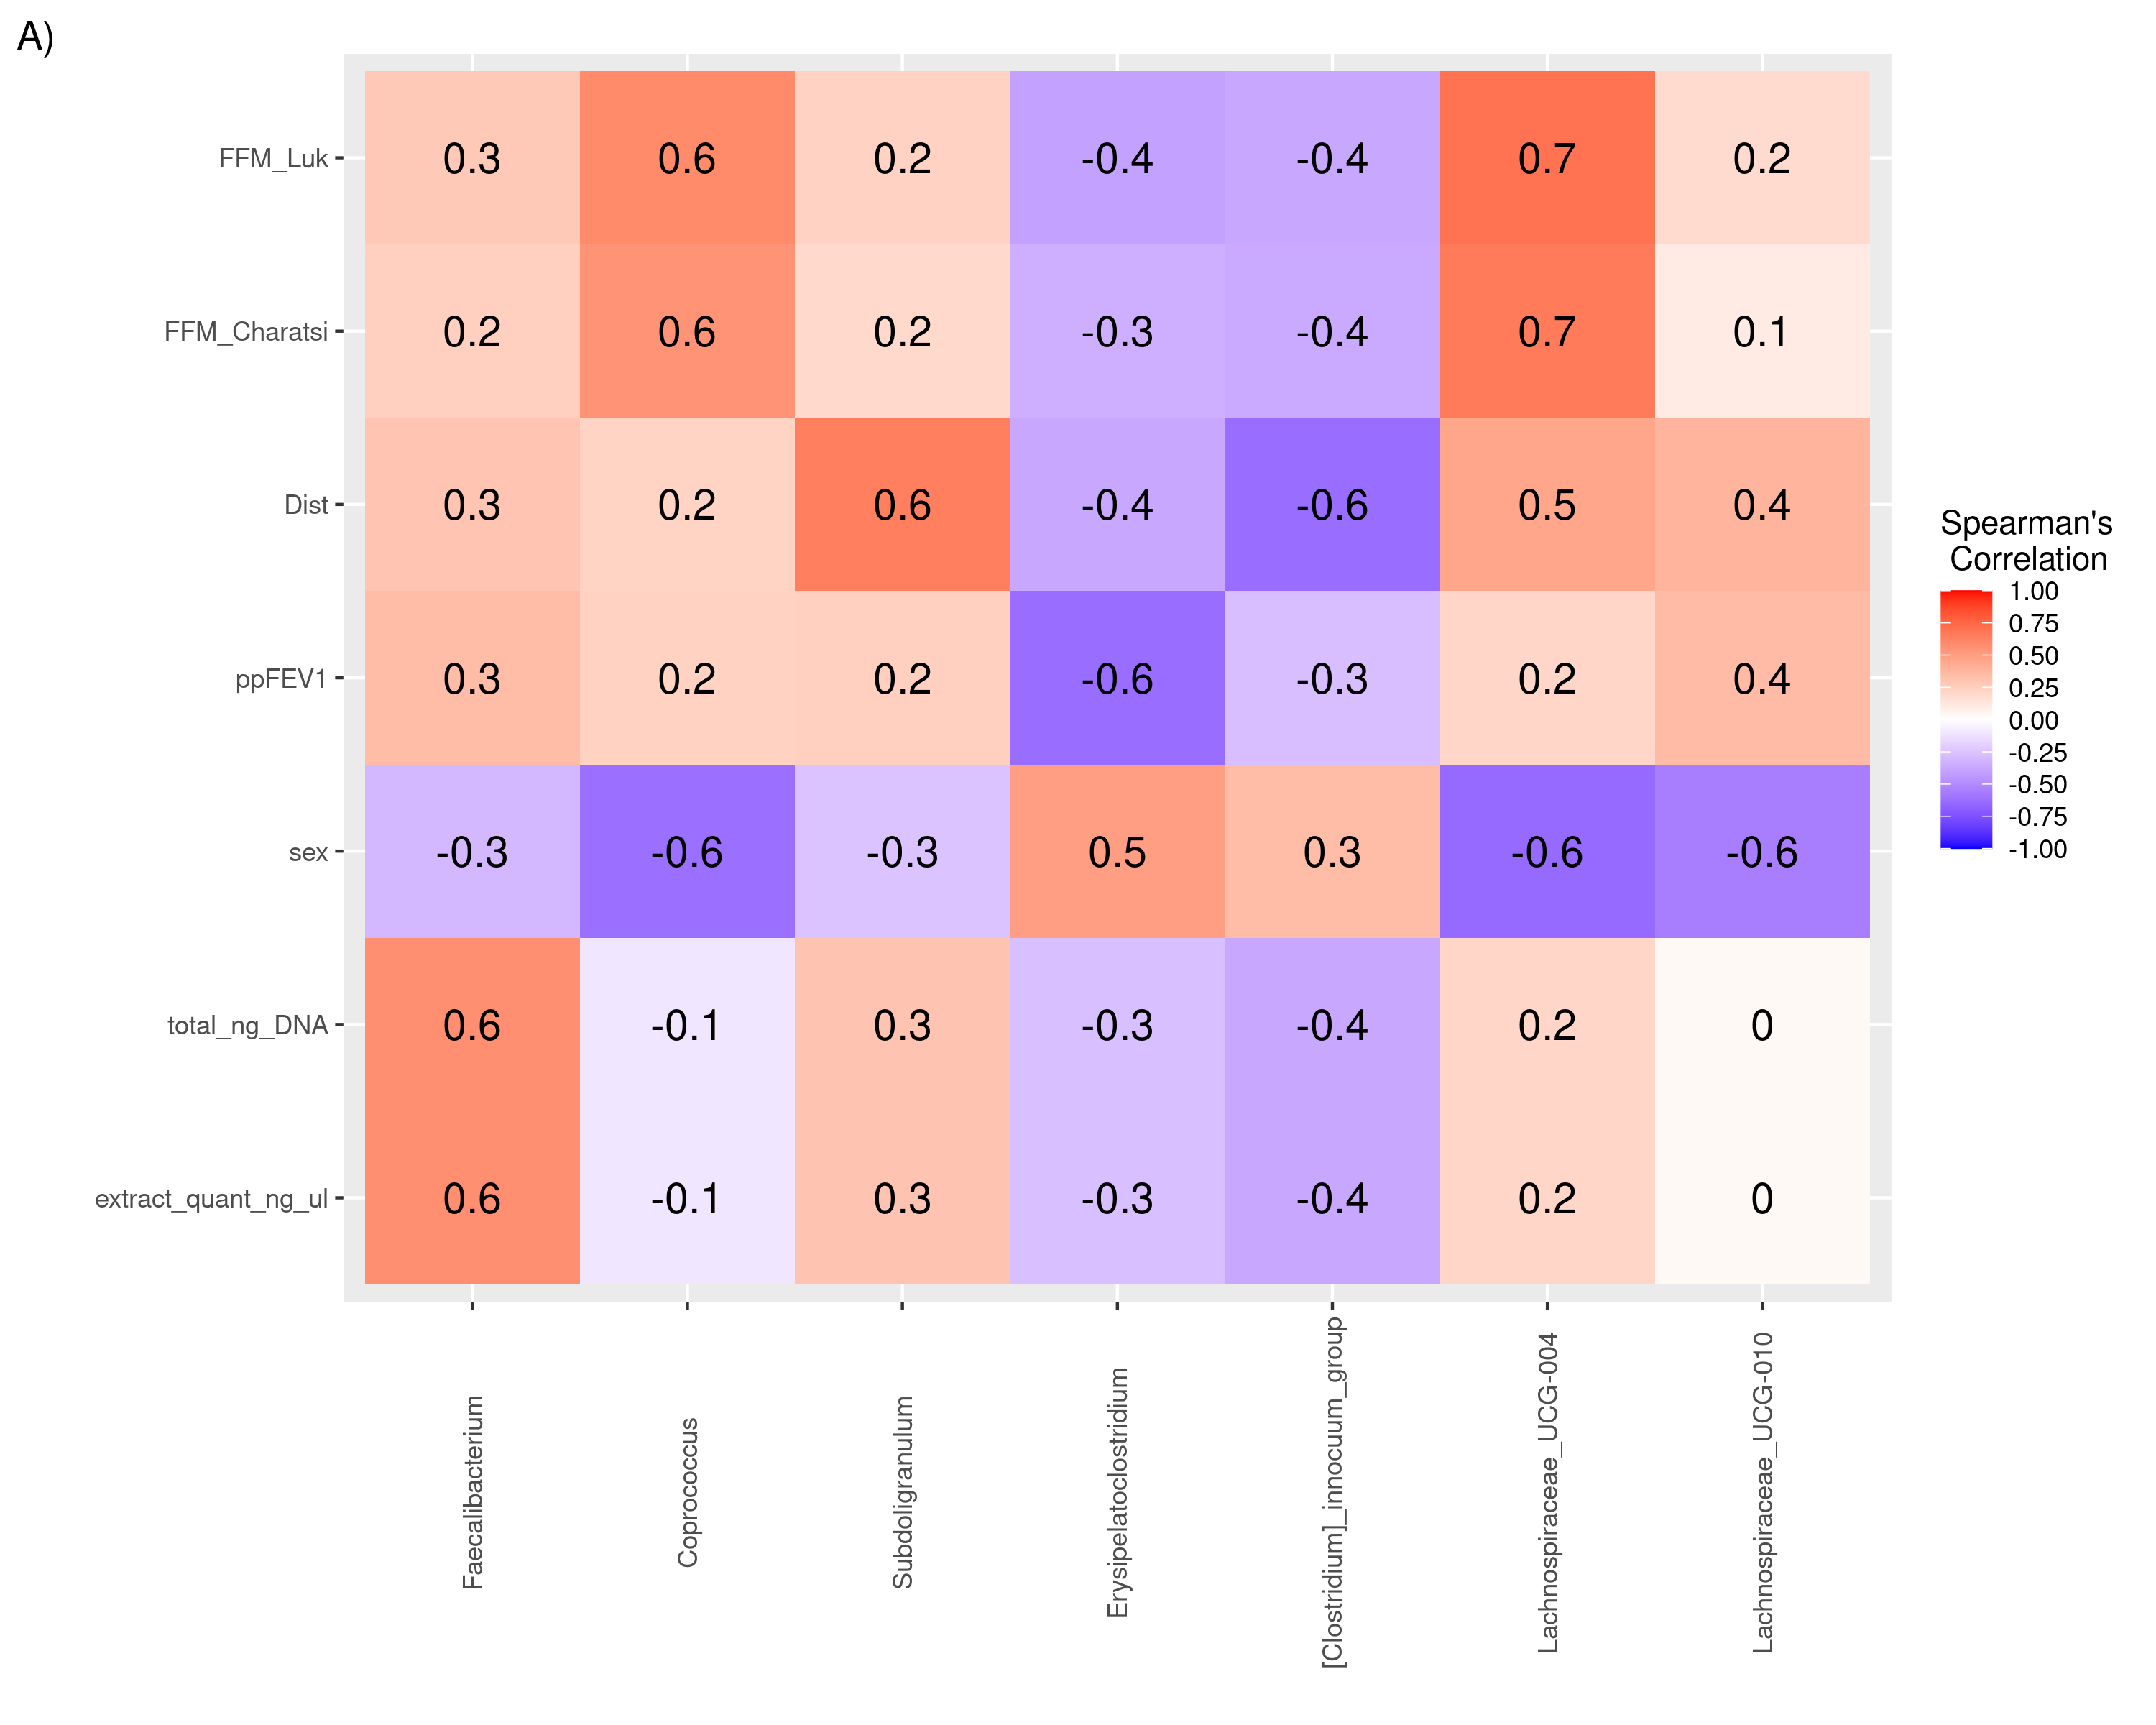 A)
FFM_Luk 0.3 0.6 0.2 -0.4 -0.4 0.7 0.2
FFM_Charatsi 0.2 0.6 0.2 -0.3 -0.4 0.7 0.1
Dist 0.3 0.2 0.6 -0.4 -0.6 0.5 0.4
ppFEV1 0.3 0.2 0.2 -0.6 -0.3 0.2 0.4
sex -0.3 -0.6 -0.3 0.5 0.3 -0.6 -0.6
total_ng_DNA 0.6 -0.1 0.3 -0.3 -0.4 0.2 0
extract_quant_ng_ul 0.6 -0.1 0.3 -0.3 -0.4 0.2 0
Faecalibacterium
Coprococcus
Subdoligranulum
Erysipelatoclostridium
[Clostridium]_innocuum_group
Lachnospiraceae_UCG-004
Lachnospiraceae_UCG-010
Spearman's
Correlation
1.00
0.75
0.50
0.25
0.00
-0.25
-0.50
-0.75
-1.00